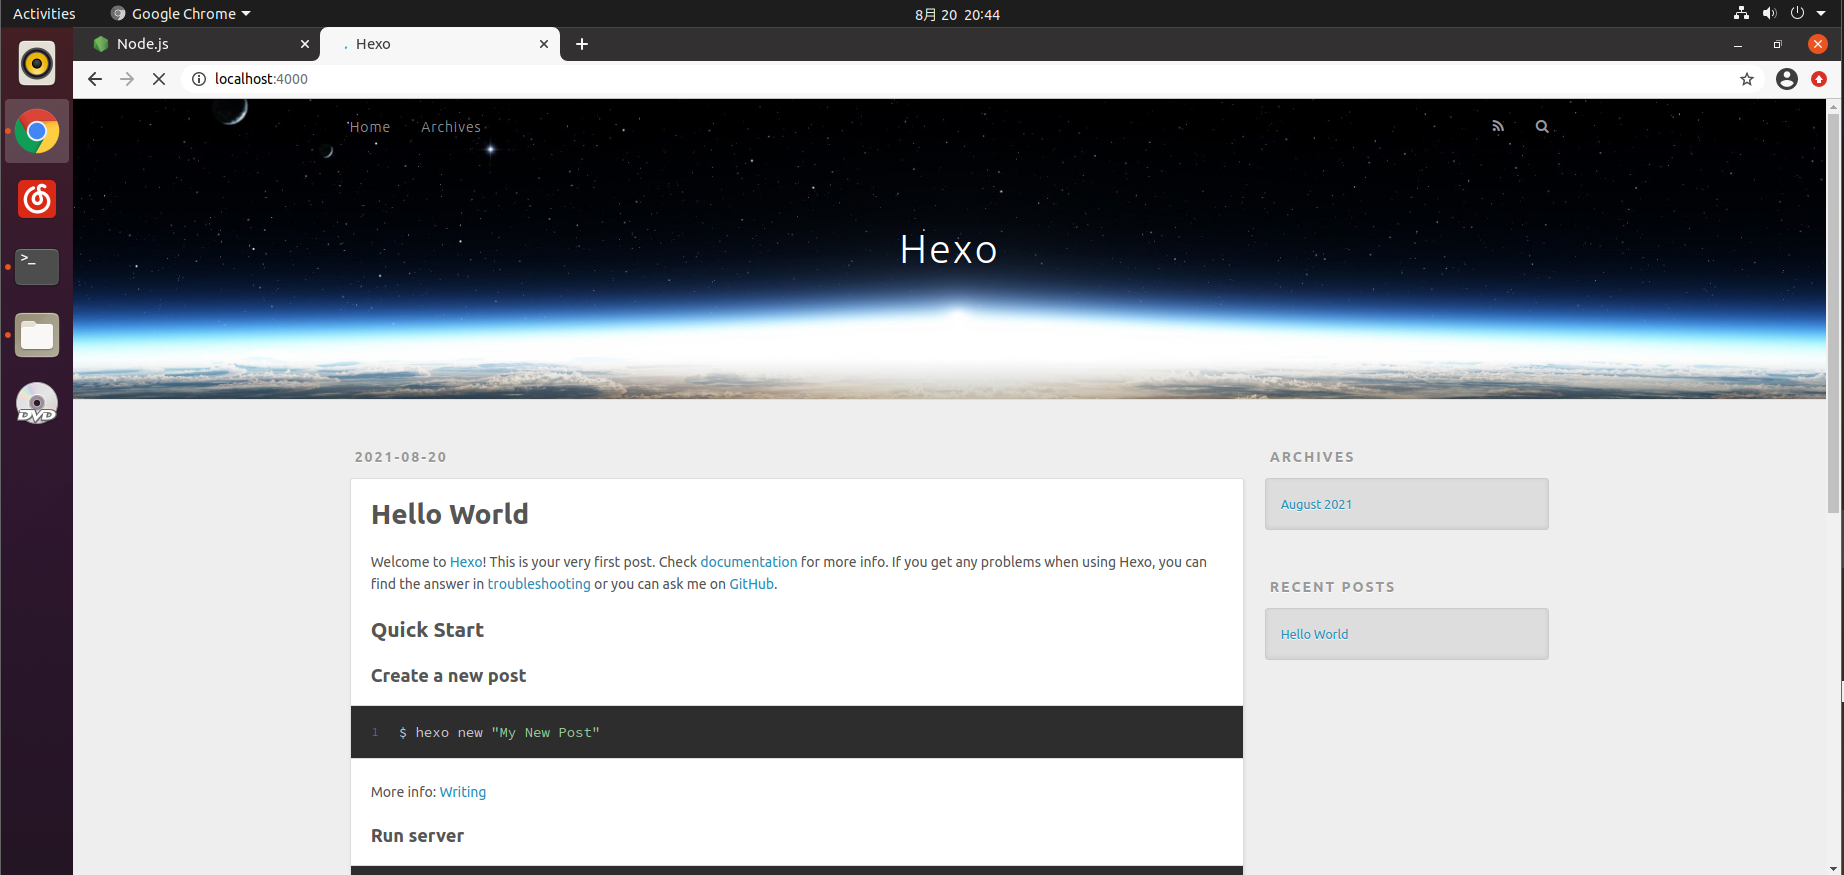 Activities
Google Chrome
8月 20 20:44
Node.js
Hexo
localhost:4000
Home
Archives
Hexo
2021-08-20
Hello World
Welcome to Hexo! This is your very first post. Check documentation for more info. If you get any problems when using Hexo, you can
find the answer in troubleshooting or you can ask me on GitHub.
Quick Start
Create a new post
1 $ hexo new "My New Post"
More info: Writing
Run server
ARCHIVES
August 2021
RECENT POSTS
Hello World
>_
DVD